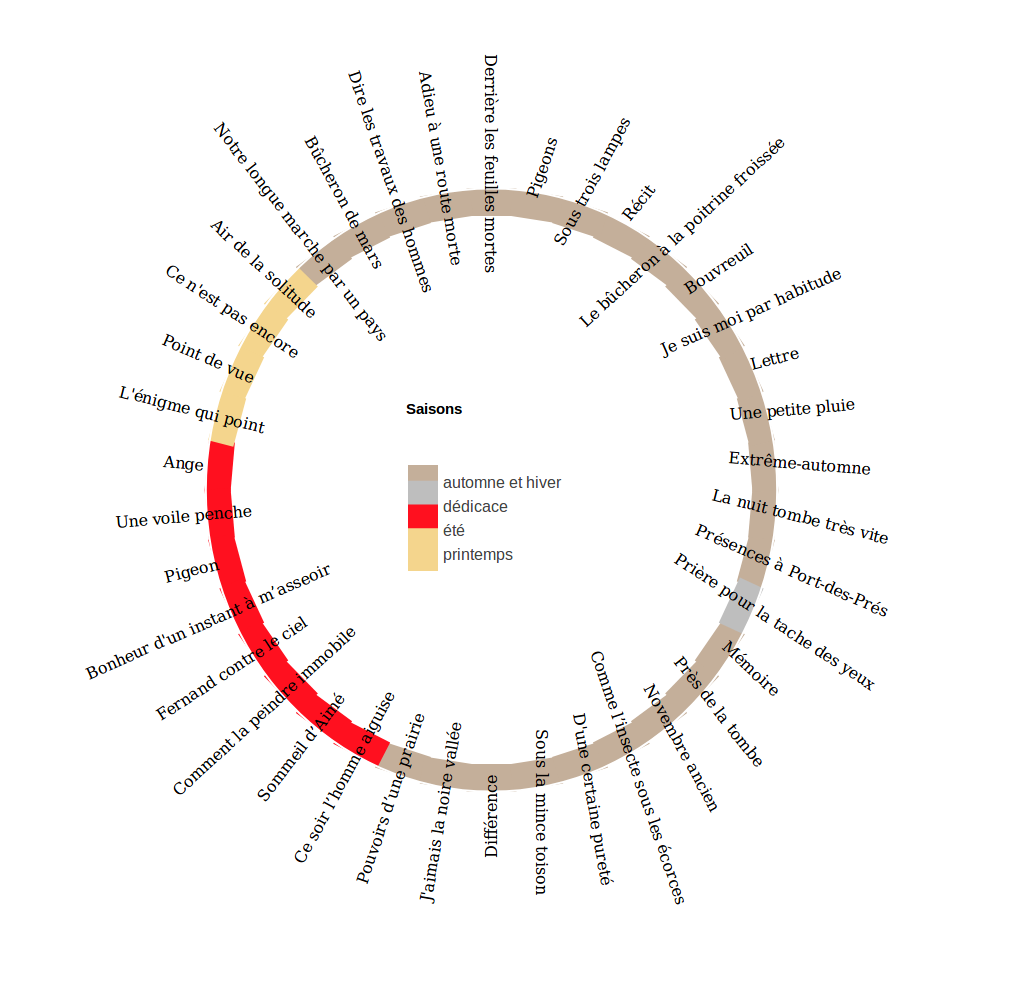 Derrière les feuilles mortes
Pigeons
Sous trois lampes
Récit
Le bûcheron à la poitrine froissée
Bouvreuil
Je suis moi par habitude
Lettre
Une petite pluie
Extrême-automne
La nuit tombe très vite
Présences à Port-des-Prés
Prière pour la tache des yeux
Mémoire
Près de la tombe
Novembre ancien
Comme l'insecte sous les écorces
D'une certaine pureté
Sous la mince toison
Différence
J'aimais la noire vallée
Pouvoirs d'une prairie
Ce soir l'homme aiguise
Sommeil d'Aimé
Comment la peindre immobile
Fernand contre le ciel
Bonheur d'un instant à m’asseoir
Pigeon
Une voile penche
Ange
L'énigme qui point
Point de vue
Ce n'est pas encore
Air de la solitude
Notre longue marche par un pays
Bûcheron de mars
Dire les travaux des hommes
Adieu à une route morte
Saisons
automne et hiver
dédicace
été
printemps